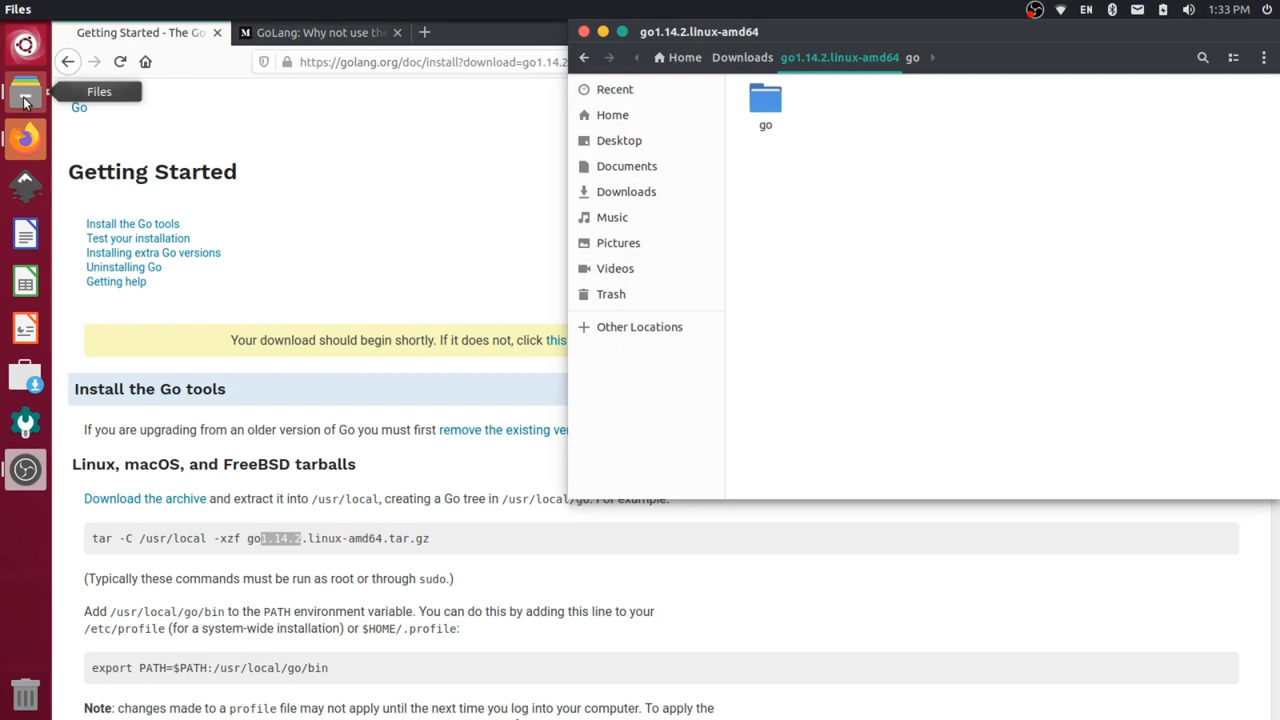 Files
EN
1:33 PM
Getting Started - The Go
GoLang: Why not use the
https://golang.org/doc/install?download=go1.14.2
Files
Go
Getting Started
Install the Go tools
Test your installation
Installing extra Go versions
Uninstalling Go
Getting help
Your download should begin shortly. If it does not, click this
Install the Go tools
If you are upgrading from an older version of Go you must first remove the existing ve
Linux, macOS, and FreeBSD tarballs
Download the archive and extract it into /usr/local, creating a Go tree in /usr/local/go. For example:
tar -C /usr/local -xzf go1.14.2.linux-amd64.tar.gz
(Typically these commands must be run as root or through sudo.)
Add /usr/local/go/bin to the PATH environment variable. You can do this by adding this line to your
/etc/profile (for a system-wide installation) or $HOME/.profile:
export PATH=$PATH:/usr/local/go/bin
Note: changes made to a profile file may not apply until the next time you log into your computer. To apply the
go1.14.2.linux-amd64
Home
Downloads
go1.14.2.linux-amd64
go
Recent
Home
Desktop
Documents
Downloads
Music
Pictures
Videos
Trash
Other Locations
go